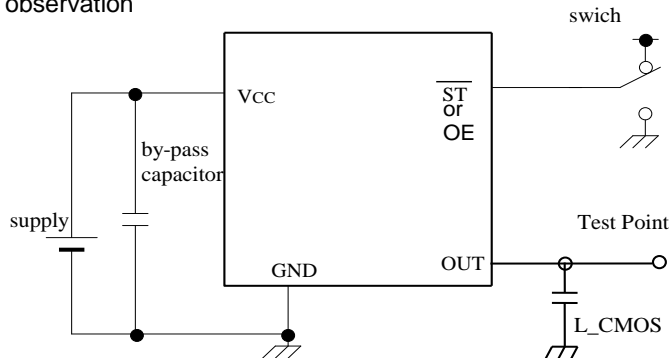 observation
swich
VCC
ST
or
OE
by-pass
capacitor
supply
Test Point
GND
OUT
L_CMOS